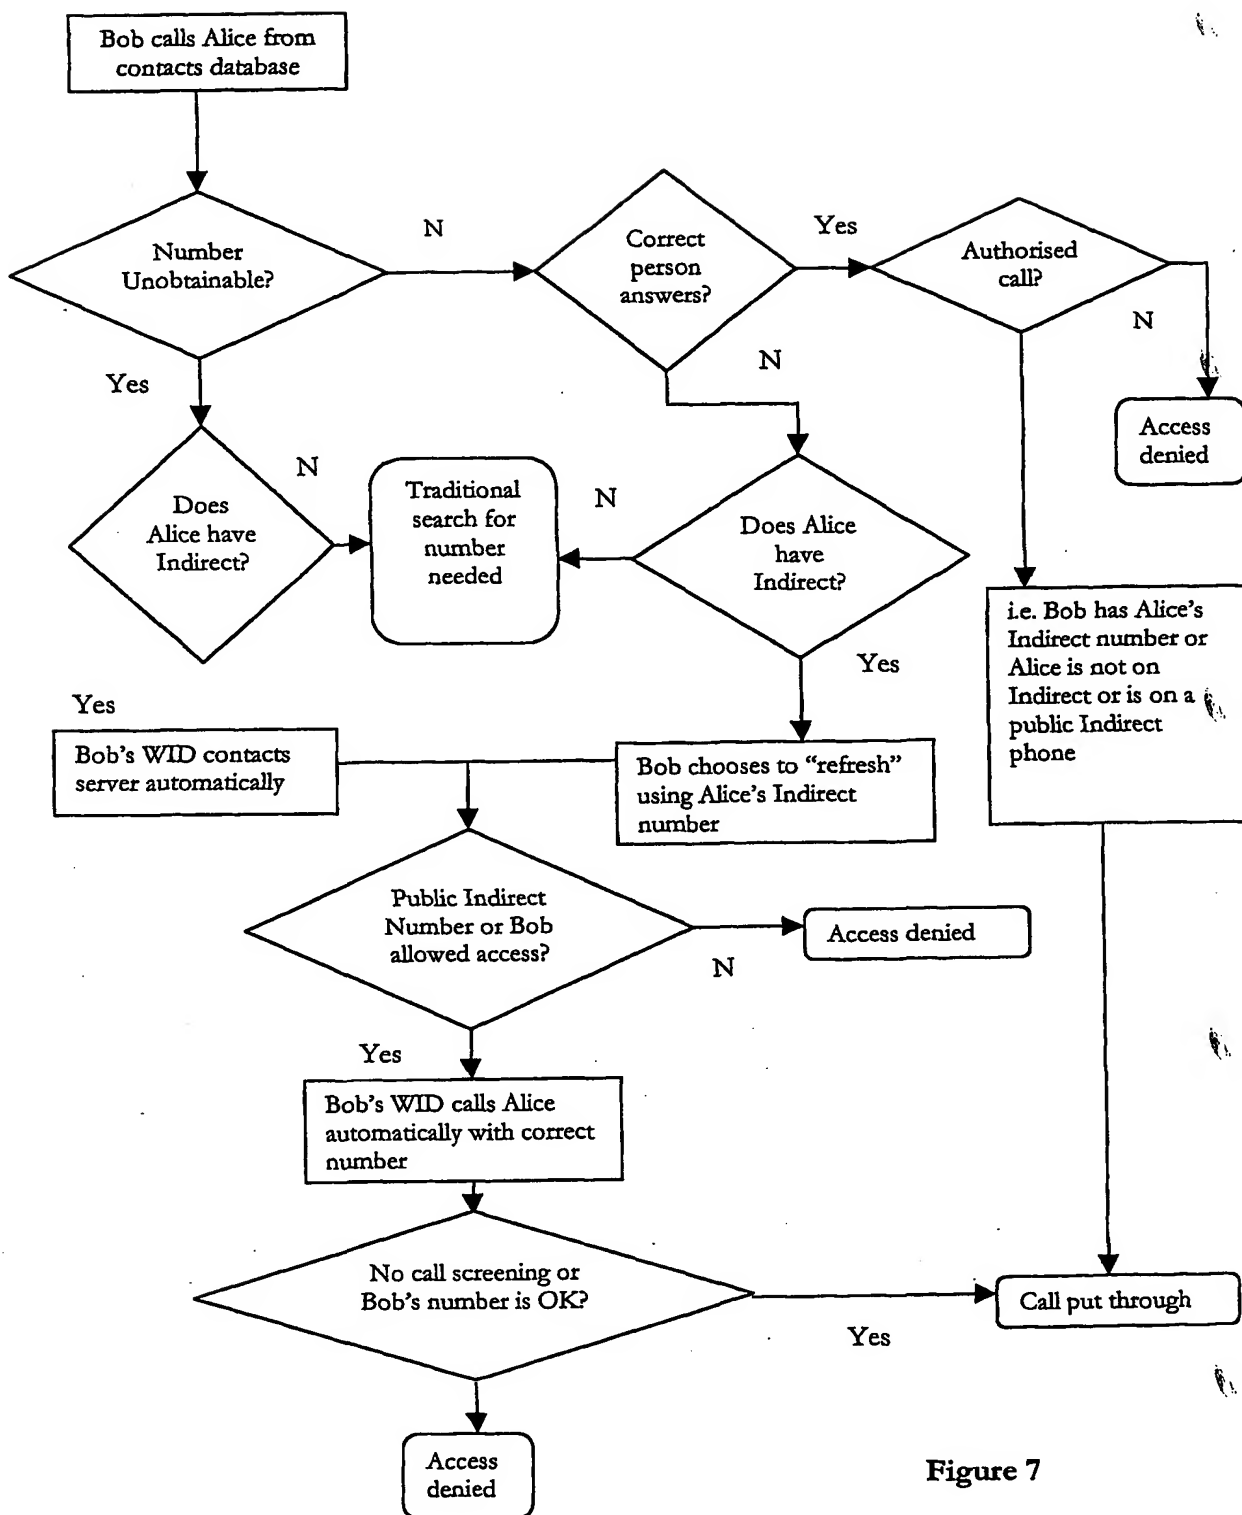 Bob calls Alice from
contacts database
Number
Unobtainable?
N
Correct
person
answers?
Yes
Authorised
call?
N
Access
denied
Yes
N
Does
Alice have
Indirect?
N
Traditional
search for
number
needed
N
Does Alice
have
Indirect?
i.e. Bob has Alice's
Indirect number or
Alice is not on
Indirect or is on a
public Indirect
phone
Yes
Yes
Bob's WID contacts
server automatically
Bob chooses to “refresh”
using Alice's Indirect
number
Public Indirect
Number or Bob
allowed access?
N
Access denied
Yes
Bob's WID calls Alice
automatically with correct
number
No call screening or
Bob's number is OK?
Yes
Call put through
Access
denied
Figure 7